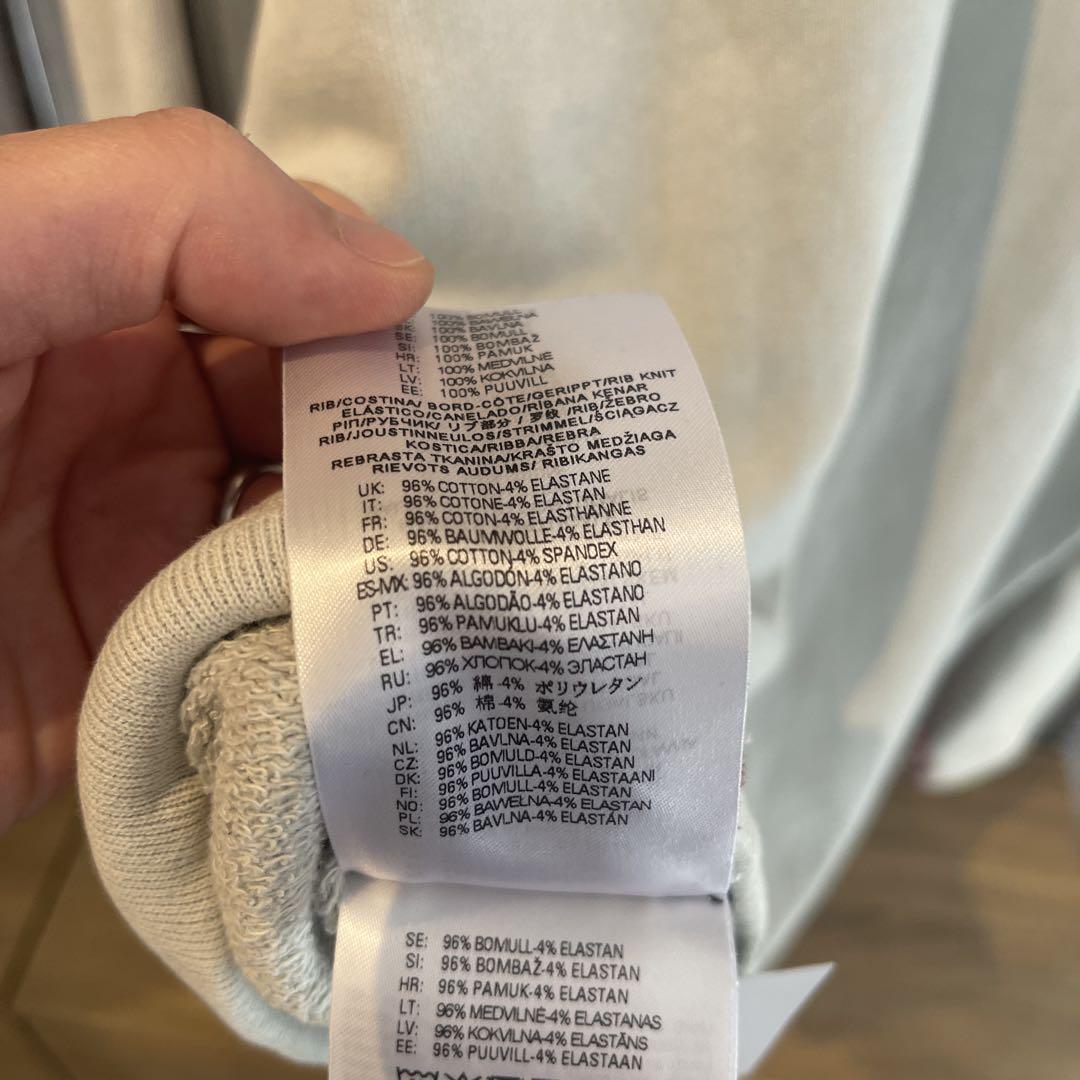 100% BAVLNA
SE: 100% BOMULL
SI: 100% BOMBAŽ
HR: 100% PAMUK
LT: 100% MEDVILNĖ
LV: 100% KOKVILNA
EE: 100% PUUVILL
RIB/COSTINA/ BORD-CÔTE/GERIPPT/RIB KNIT
ELÁSTICO/CANELADO/RIBANA KENAR
ΡΙΠ/РУБЧИК/ リブ部分 / 罗纹 /RIB/ŽEBRO
RIB/JOUSTINNEULOS/STRIMMEL/ŚCIĄGACZ
KOSTICA/RIBBA/REBRA
REBRASTA TKANINA/KRAŠTO MEDŽIAGA
RIEVOTS AUDUMS/ RIBIKANGAS
UK: 96% COTTON-4% ELASTANE
IT: 96% COTONE-4% ELASTAN
FR: 96% COTON-4% ELASTHANNE
DE: 96% BAUMWOLLE-4% ELASTHAN
US: 96% COTTON-4% SPANDEX
ES-MX: 96% ALGODÓN-4% ELASTANO
PT: 96% ALGODÃO-4% ELASTANO
TR: 96% PAMUKLU-4% ELASTAN
EL: 96% ΒΑΜΒΑΚΙ-4% ΕΛΑΣΤΑΝΗ
RU: 96% ХЛОПОК-4% ЭЛАСТАН
JP: 96% 綿 -4% ポリウレタン
CN: 96% 棉 -4% 氨纶
NL: 96% KATOEN-4% ELASTAN
CZ: 96% BAVLNA-4% ELASTAN
DK: 96% BOMULD-4% ELASTAN
FI: 96% PUUVILLA-4% ELASTAANI
NO: 96% BOMULL-4% ELASTAN
PL: 96% BAWEŁNA-4% ELASTAN
SK: 96% BAVLNA-4% ELASTÁN
SE: 96% BOMULL-4% ELASTAN
SI: 96% BOMBAŽ-4% ELASTAN
HR: 96% PAMUK-4% ELASTIN
LT: 96% MEDVILNĖ-4% ELASTANAS
LV: 96% KOKVILNA-4% ELASTĀNS
EE: 96% PUUVILL-4% ELASTAAN